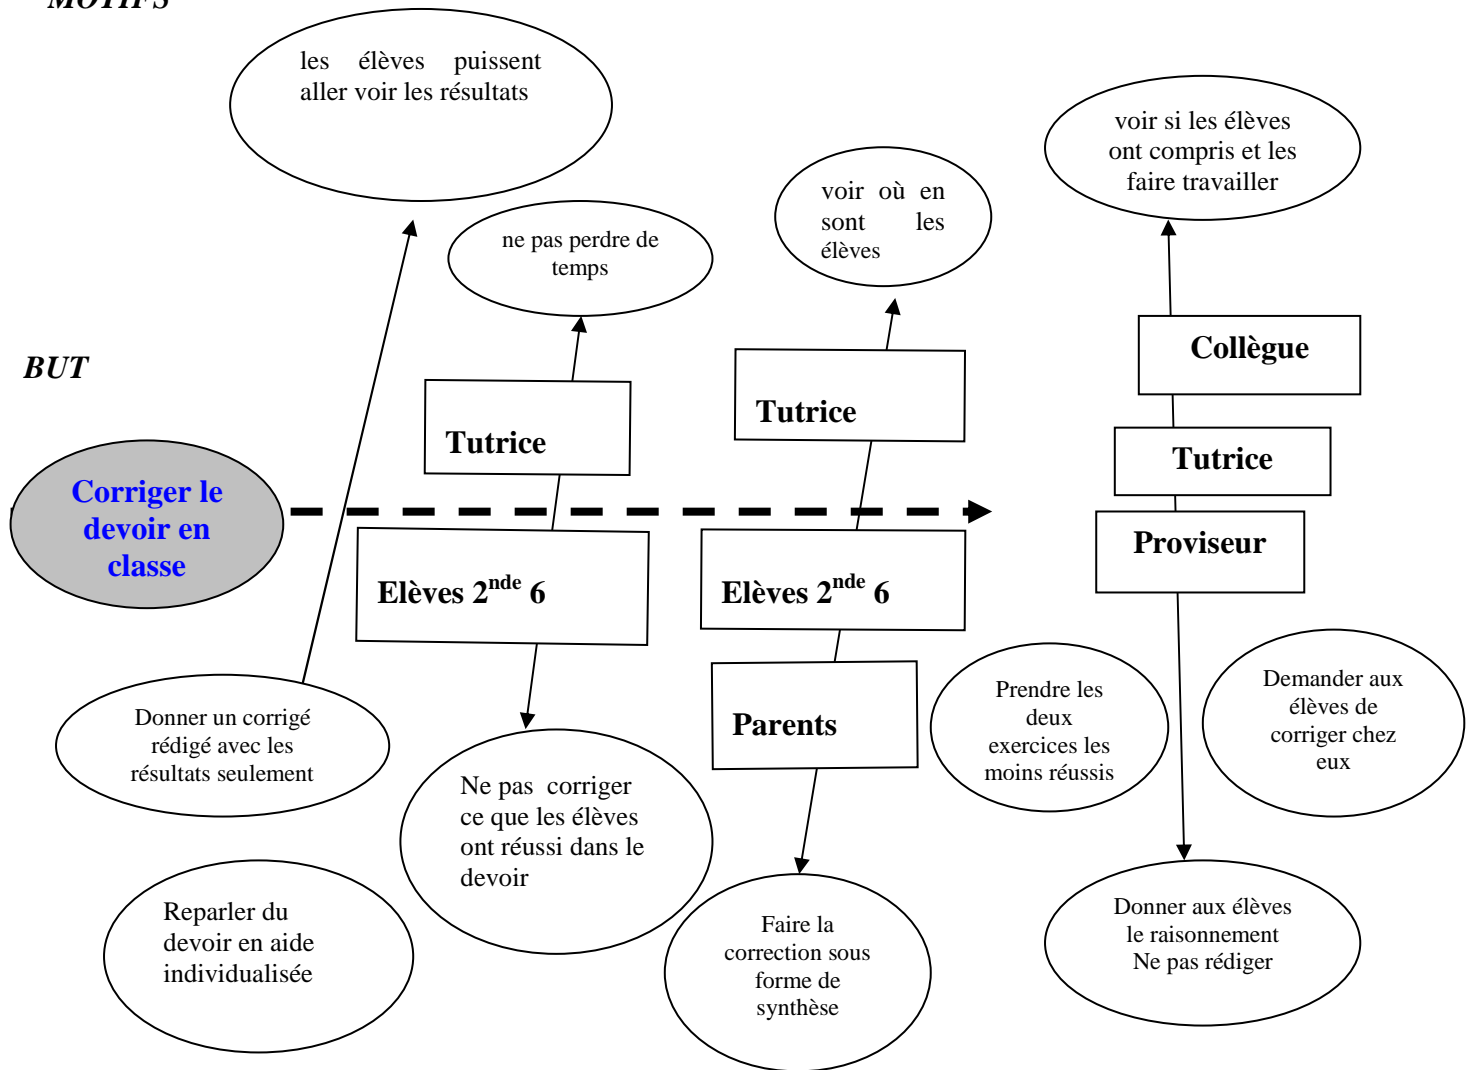 MOTIFS
les élèves puissent
aller voir les résultats
voir si les élèves
ont compris et les
faire travailler
voir où en
sont les
élèves
ne pas perdre de
temps
BUT
Collègue
Tutrice
Tutrice
Tutrice
Corriger le
devoir en
classe
Proviseur
Elèves 2nde 6
Elèves 2nde 6
Donner un corrigé
rédigé avec les
résultats seulement
Parents
Prendre les
deux
exercices les
moins réussis
Demander aux
élèves de
corriger chez
eux
Ne pas corriger
ce que les élèves
ont réussi dans le
devoir
Reparler du
devoir en aide
individualisée
Faire la
correction sous
forme de
synthèse
Donner aux élèves
le raisonnement
Ne pas rédiger